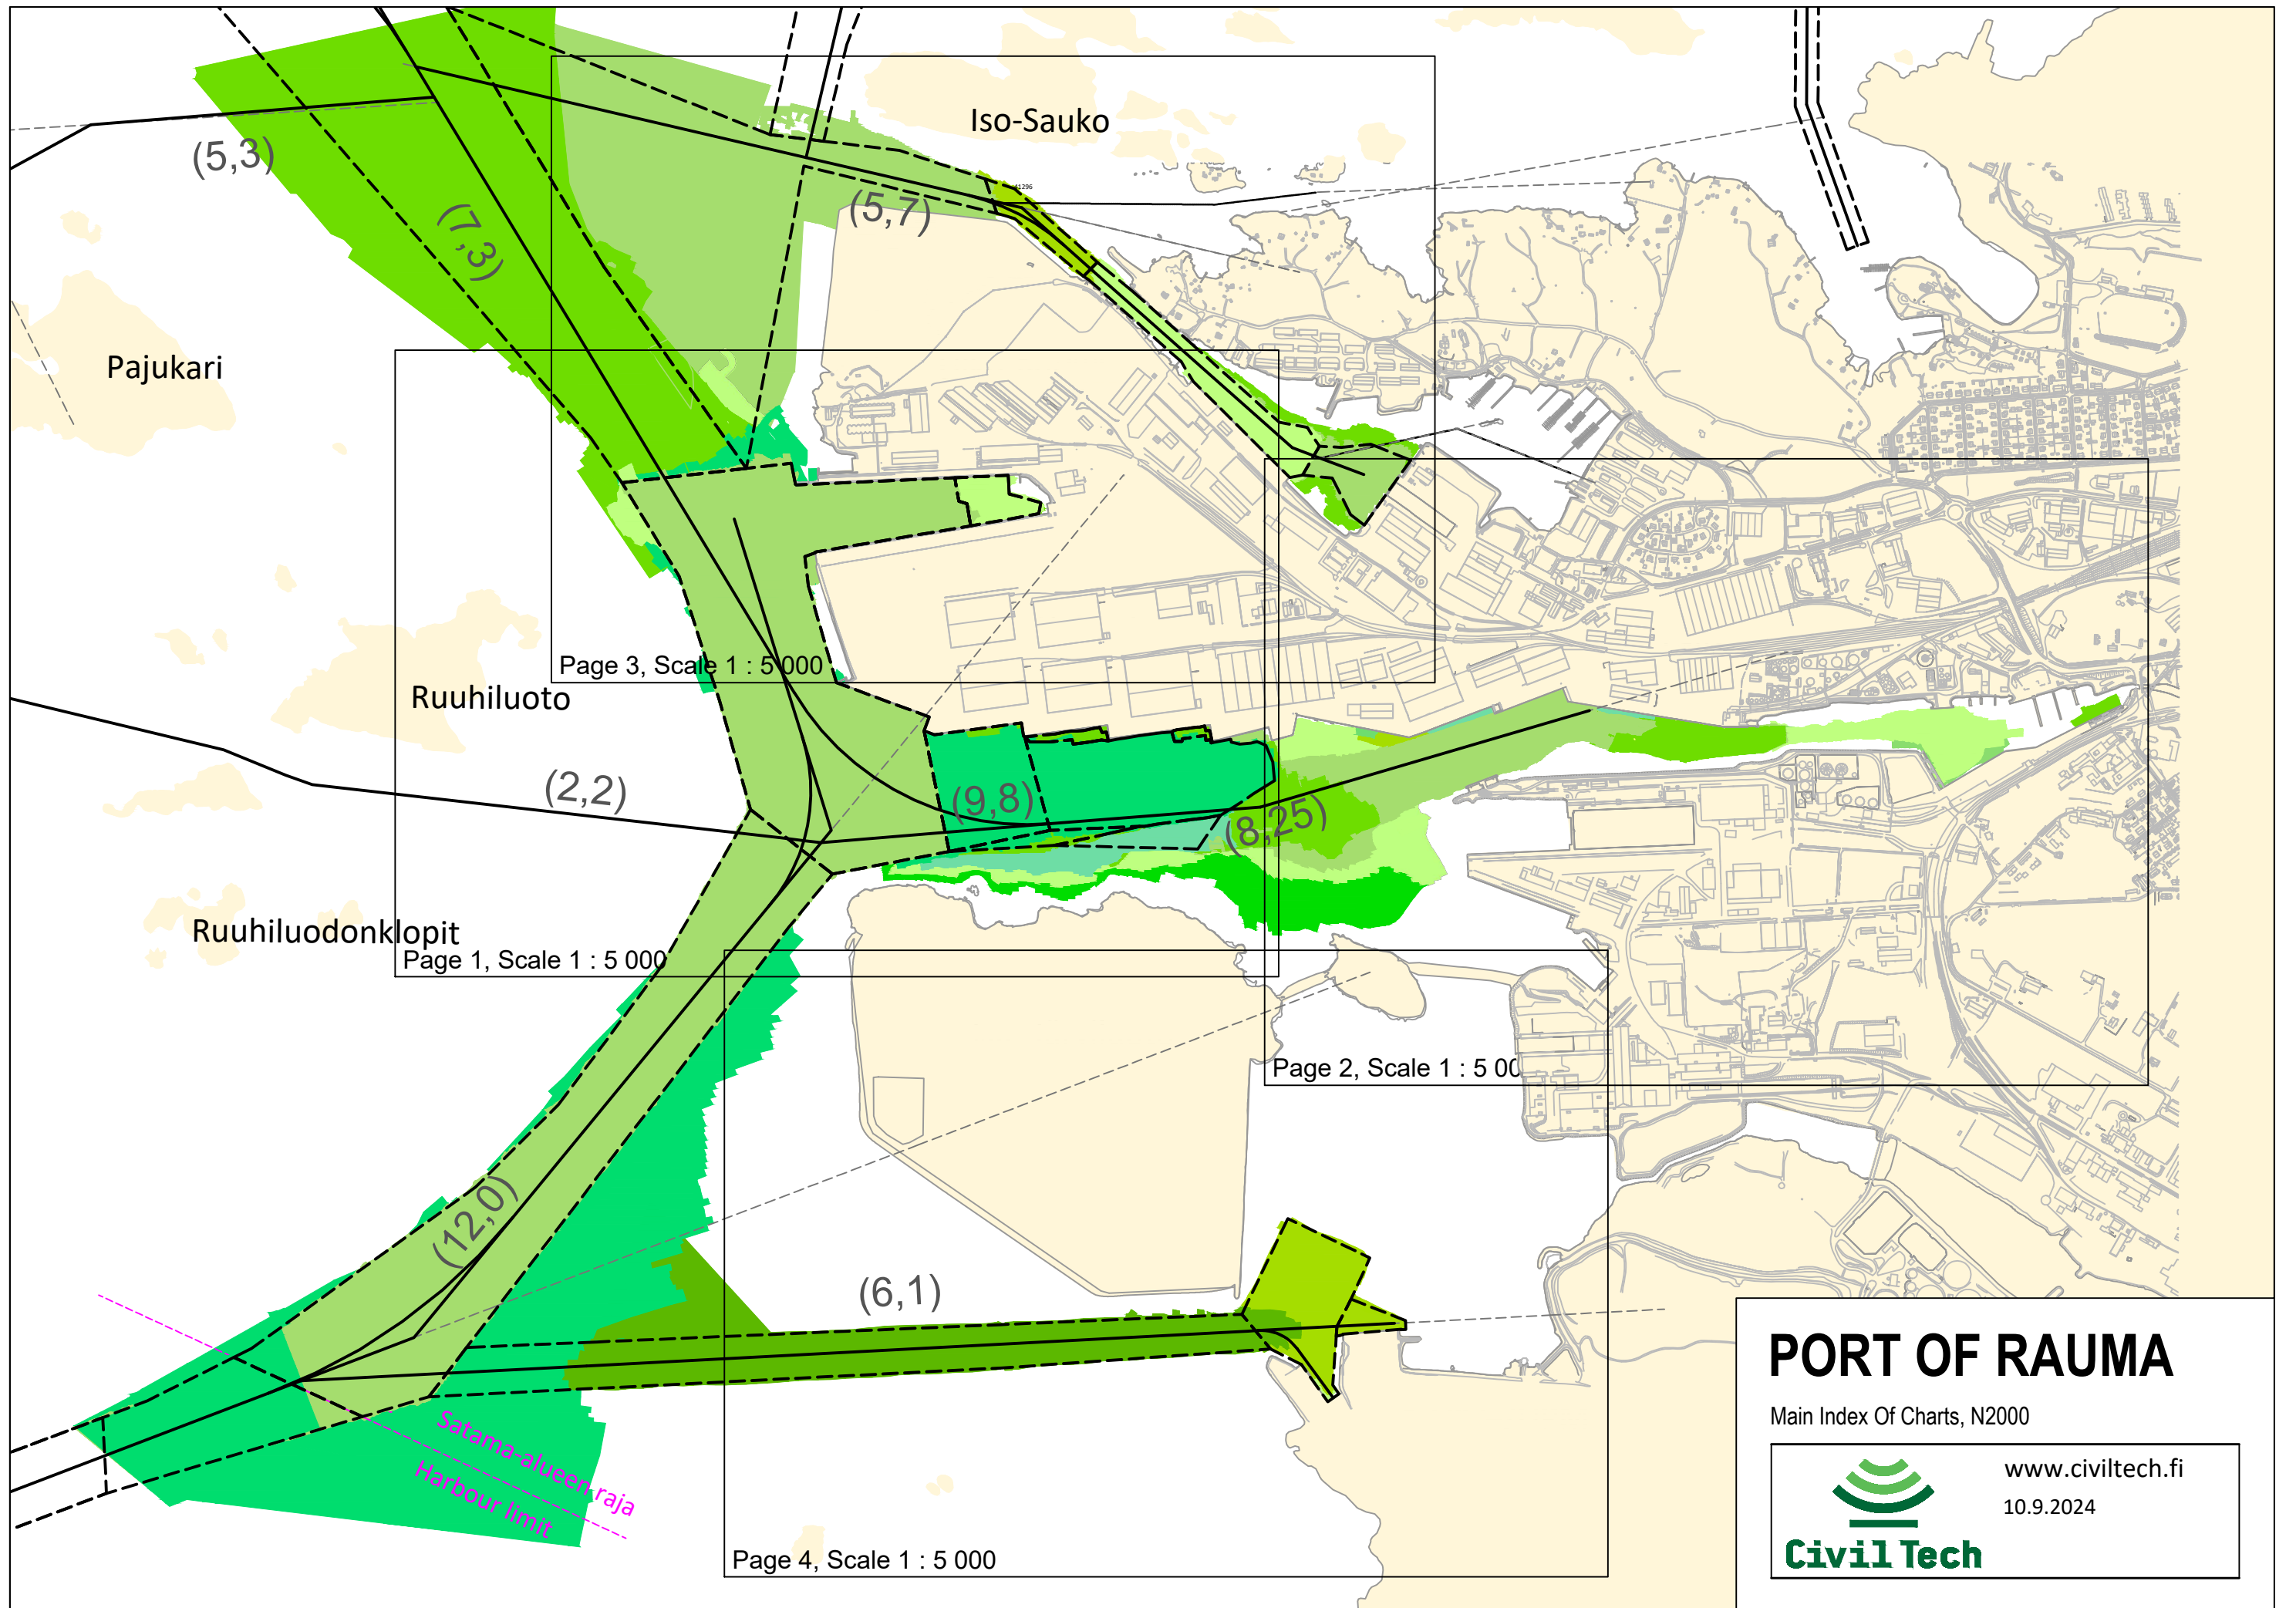 Iso-Sauko
(5,3)
41296
(5,7)
(7,3)
Pajukari
Page 3, Scale 1 : 5 000
Ruuhiluoto
(2,2)
(9,8)
(8,25)
Ruuhiluodonklopit
Page 1, Scale 1 : 5 000
Page 2, Scale 1 : 5 00
(12,0)
(6,1)
Satama-alueen raja
Harbour limit
Page 4, Scale 1 : 5 000
PORT OF RAUMA
Main Index Of Charts, N2000
www.civiltech.fi
10.9.2024
Civil Tech